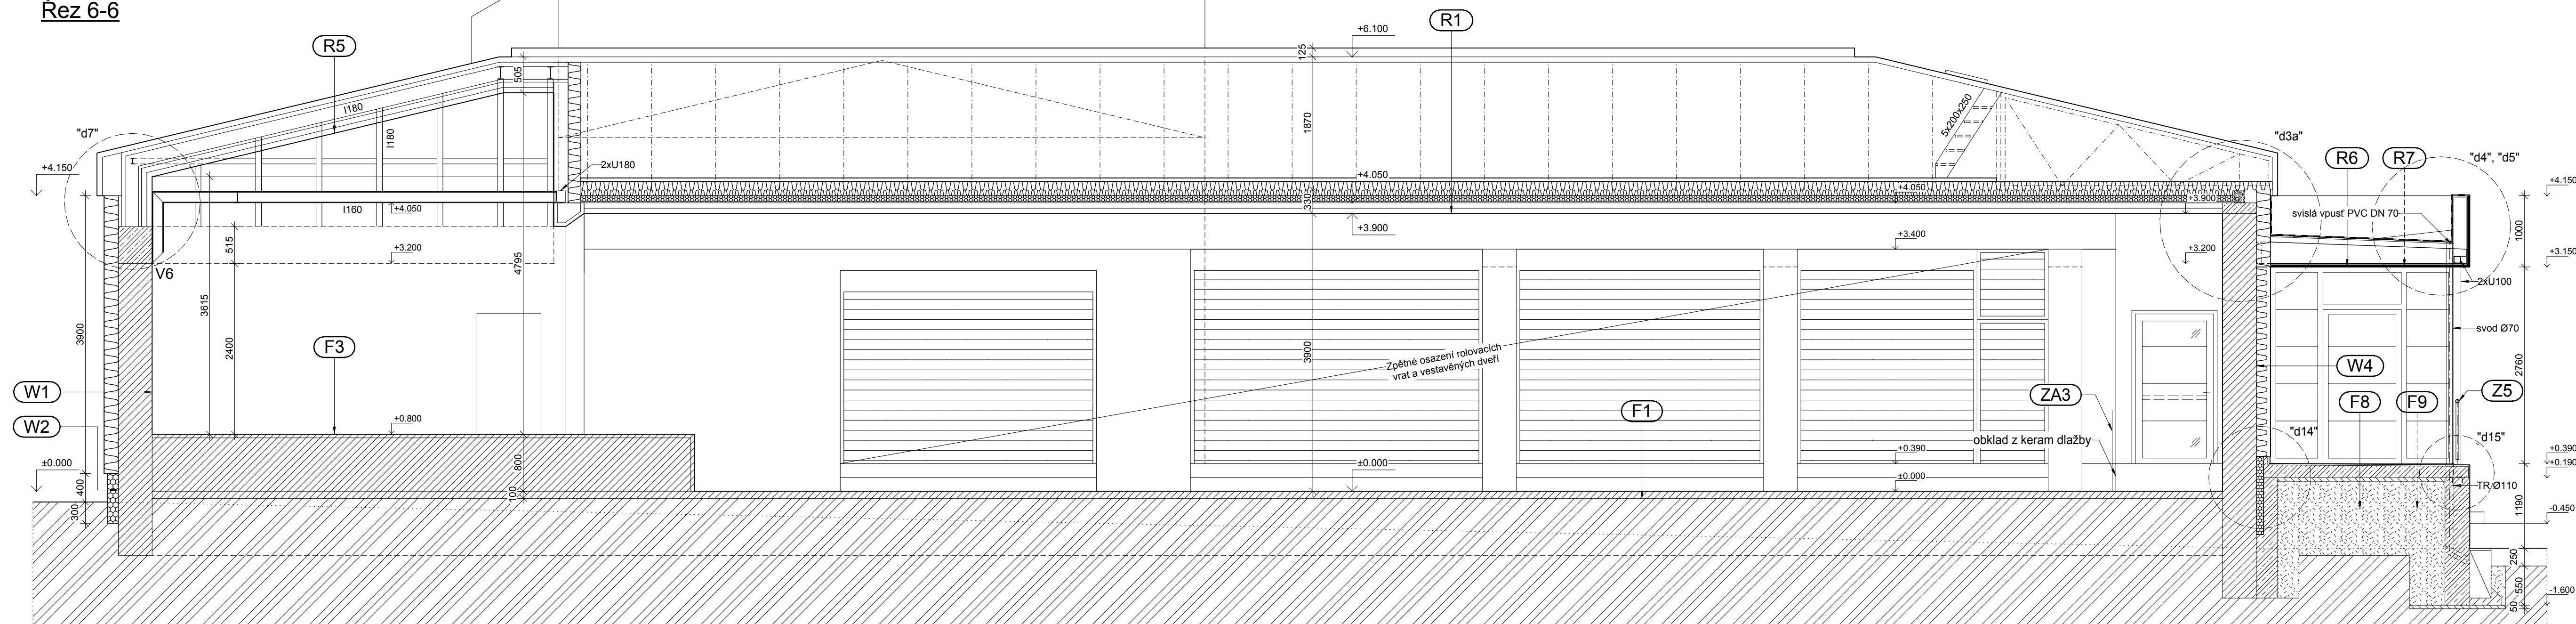 Řez 6-6
R5
R1
+6.100
125
505
I180
I180
1870
5x200x250
"d7"
"d3a"
R6
R7
"d4", "d5"
+4.150
2xU180
+4.050
+4.050
+4.150
I160
+4.050
330
+3.900
svislá vpusť PVC DN 70
515
+3.900
+3.400
1000
+3.200
+3.200
+3.150
V6
4795
2xU100
3615
svod Ø70
3900
2400
F3
3900
Zpětné osazení rolovacích
vrat a vestavěných dveří
2760
W1
W4
ZA3
Z5
F1
F8
F9
W2
+0.800
"d14"
"d15"
obklad z keram dlažby
±0.000
800
±0.000
+0.390
+0.390
+0.190
400
±0.000
TR Ø110
100
300
1190
-0.450
250
550
-1.600
50